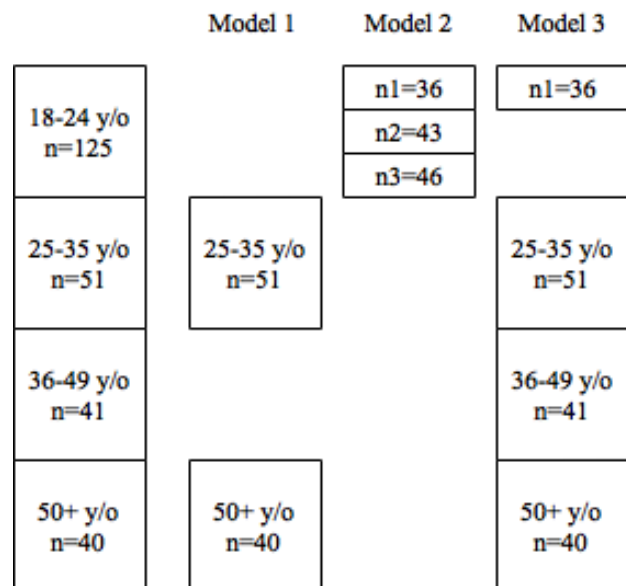 Model 1 Model 2 Model 3
18-24 y/o
n=125
n1=36
n2=43
n3=46
n1=36
25-35 y/o
n=51
25-35 y/o
n=51
25-35 y/o
n=51
36-49 y/o
n=41
36-49 y/o
n=41
50+ y/o
n=40
50+ y/o
n=40
50+ y/o
n=40